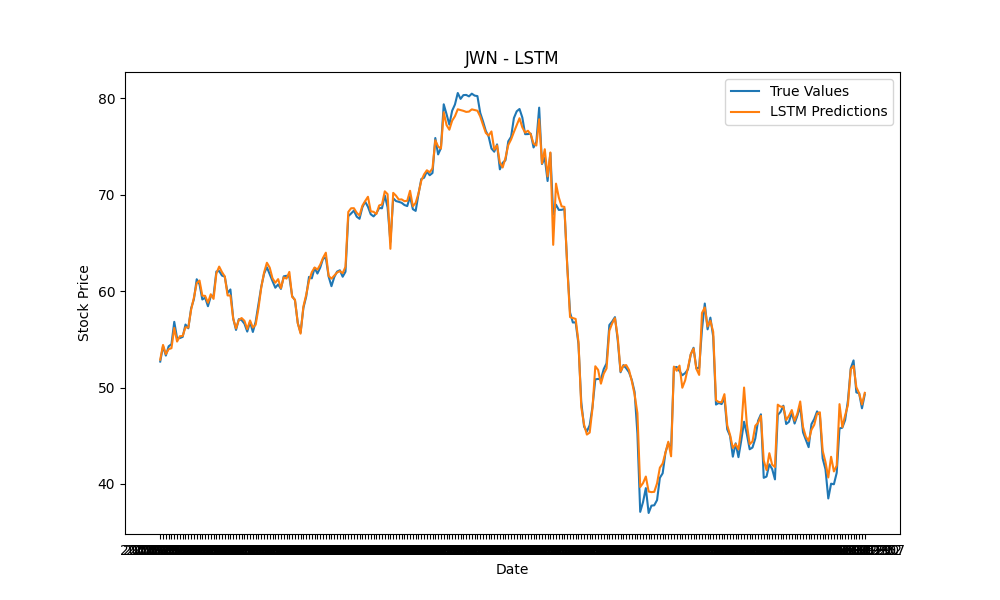 JWN - LSTM
True Values
LSTM Predictions
80
70
60
50
40
Stock Price
Date